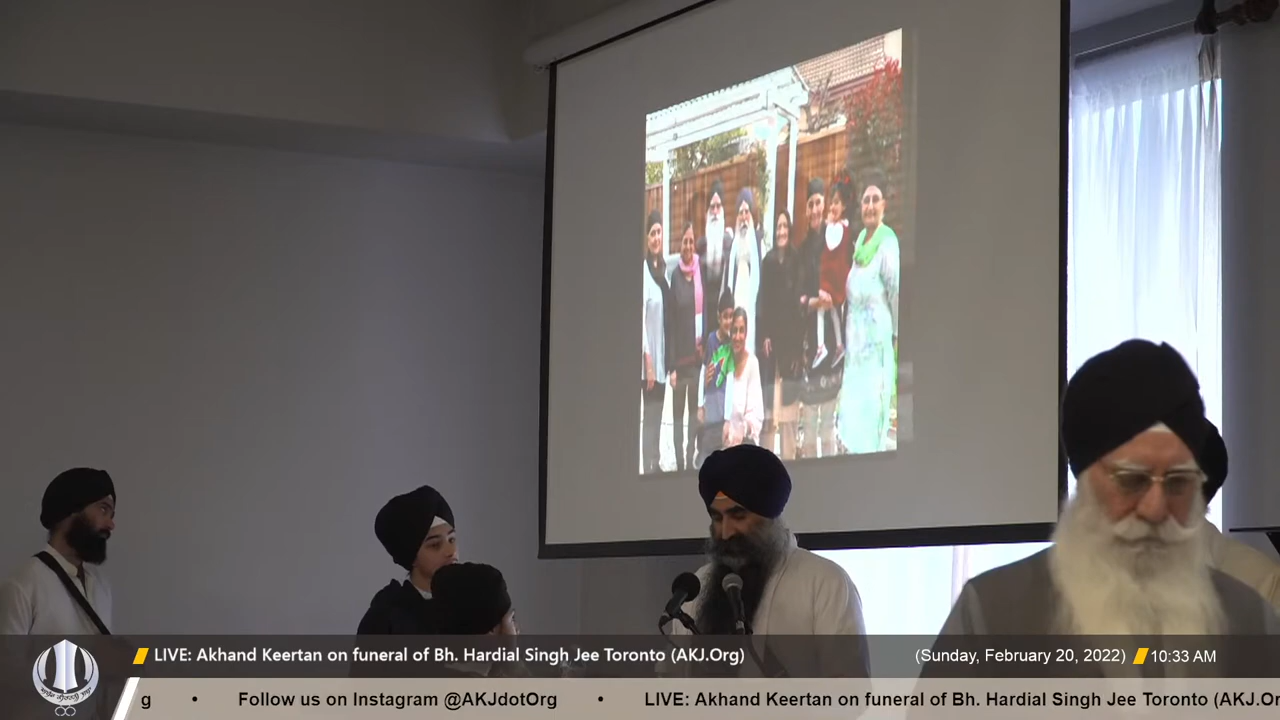 LIVE: Akhand Keertan on funeral of Bh. Hardial Singh Jee Toronto (AKJ.Org)
(Sunday, February 20, 2022) 10:33 AM
g • Follow us on Instagram @AKJdotOrg • LIVE: Akhand Keertan on funeral of Bh. Hardial Singh Jee Toronto (AKJ.Or